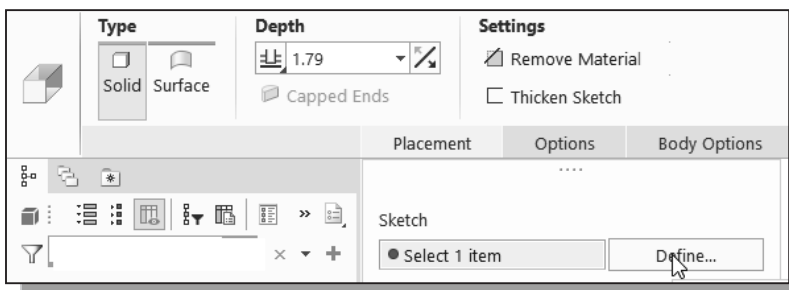 Type Depth Settings
1.79 Remove Material
Solid Surface
Capped Ends Thicken Sketch
Placement Options Body Options
Sketch
Select 1 item Define...